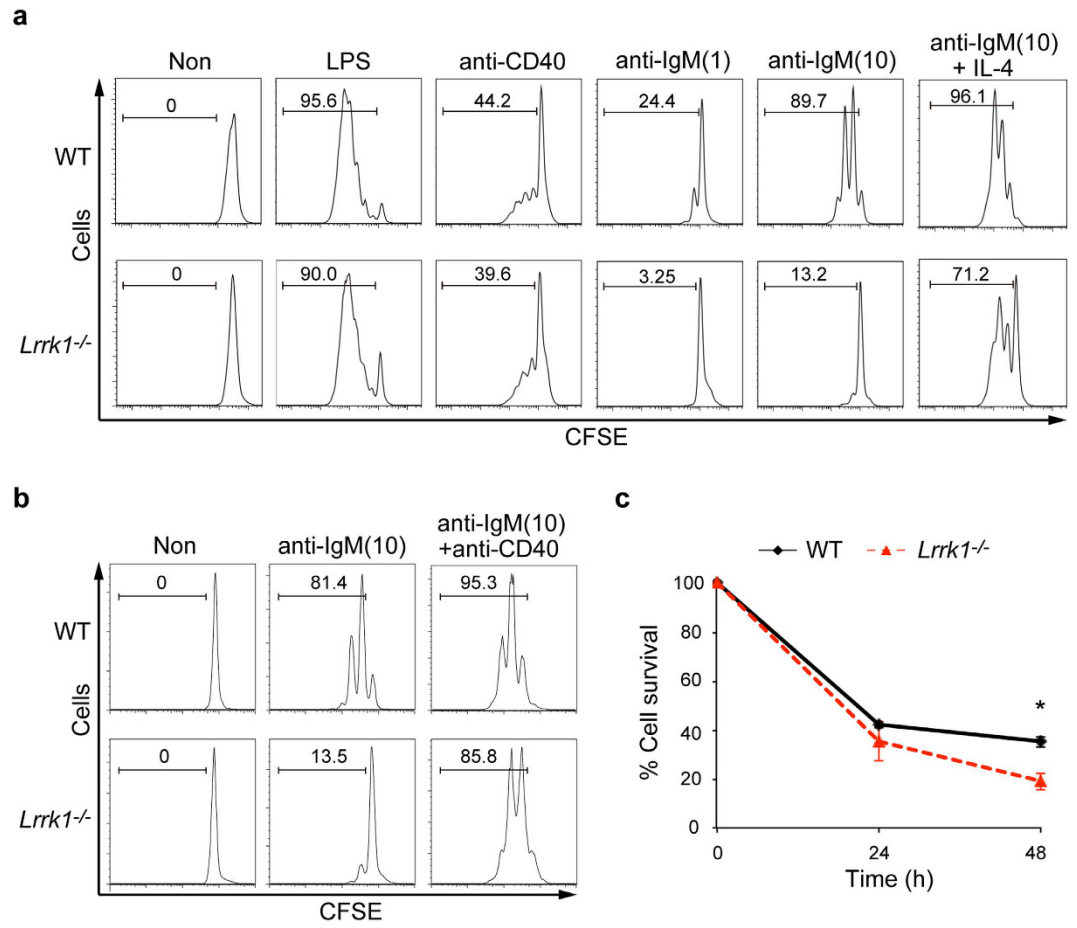 a
Non
LPS
anti-CD40
anti-IgM(1)
anti-IgM(10)
anti-IgM(10)
+ IL-4
WT
0
95.6
44.2
24.4
89.7
96.1
Cells
Lrrk1-/-
0
90.0
39.6
3.25
13.2
71.2
CFSE
b
Non
anti-IgM(10)
anti-IgM(10)
+anti-CD40
WT
0
81.4
95.3
Cells
Lrrk1-/-
0
13.5
85.8
CFSE
c
WT
Lrrk1-/-
% Cell survival
100
80
60
40
20
0
*
0
24
48
Time (h)